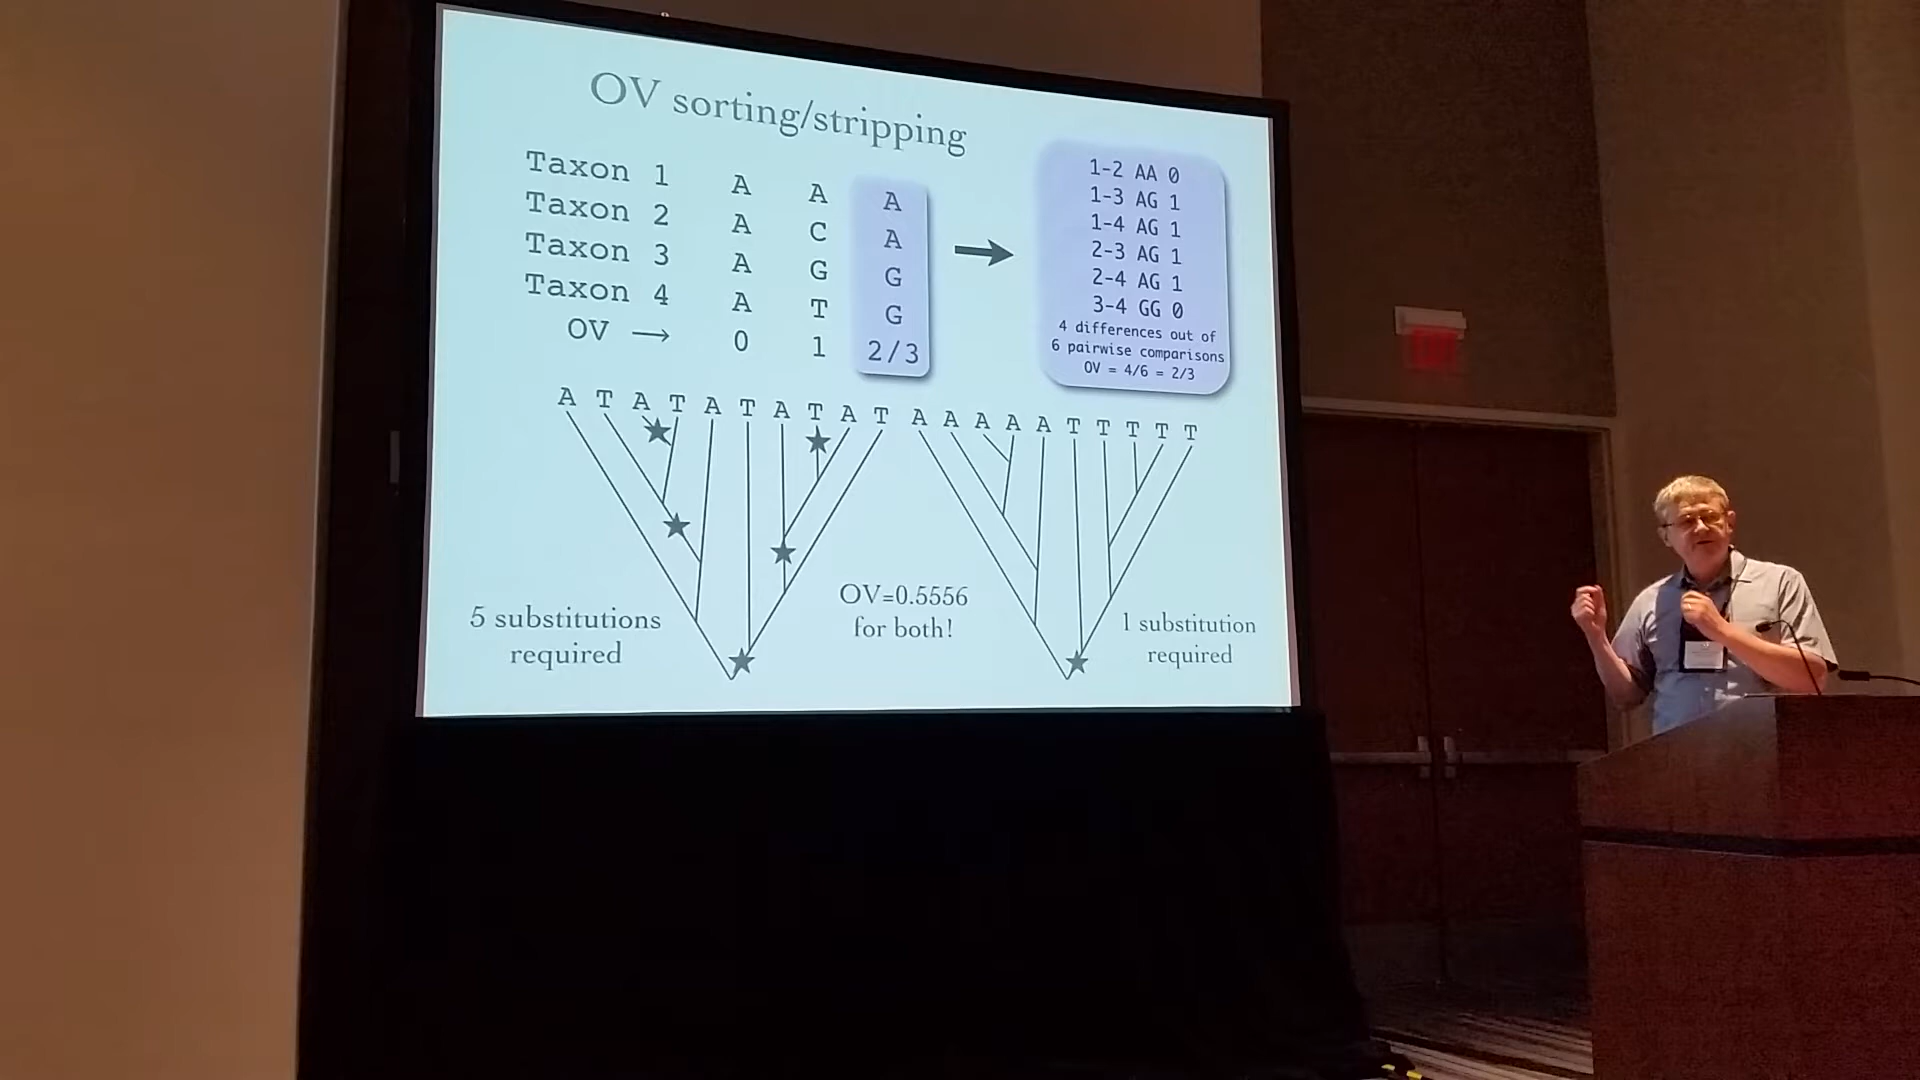 OV sorting/stripping
Taxon 1 A A A
Taxon 2 A C A
Taxon 3 A G G
Taxon 4 A T G
OV → 0 1 2/3
1-2 AA 0
1-3 AG 1
1-4 AG 1
2-3 AG 1
2-4 AG 1
3-4 GG 0
4 differences out of
6 pairwise comparisons
OV = 4/6 = 2/3
A T A T A T A T A T A A A A A T T T T T
5 substitutions
required
OV=0.5556
for both!
1 substitution
required